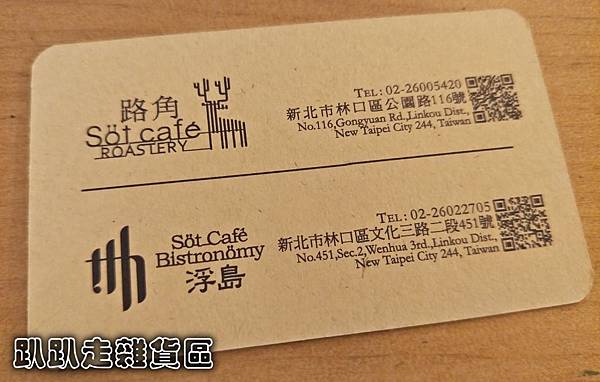 路角
Söt café
ROASTERY
TEL: 02-26005420
新北市林口區公園路116號
No.116,Gongyuan Rd.,Linkou Dist.,
New Taipei City 244, Taiwan
Söt Café
Bistronömy
浮島
TEL: 02-26022705
新北市林口區文化三路二段451號
No.451,Sec.2,Wenhua 3rd.,Linkou Dist.,
New Taipei City 244, Taiwan
趴趴走雜貨區